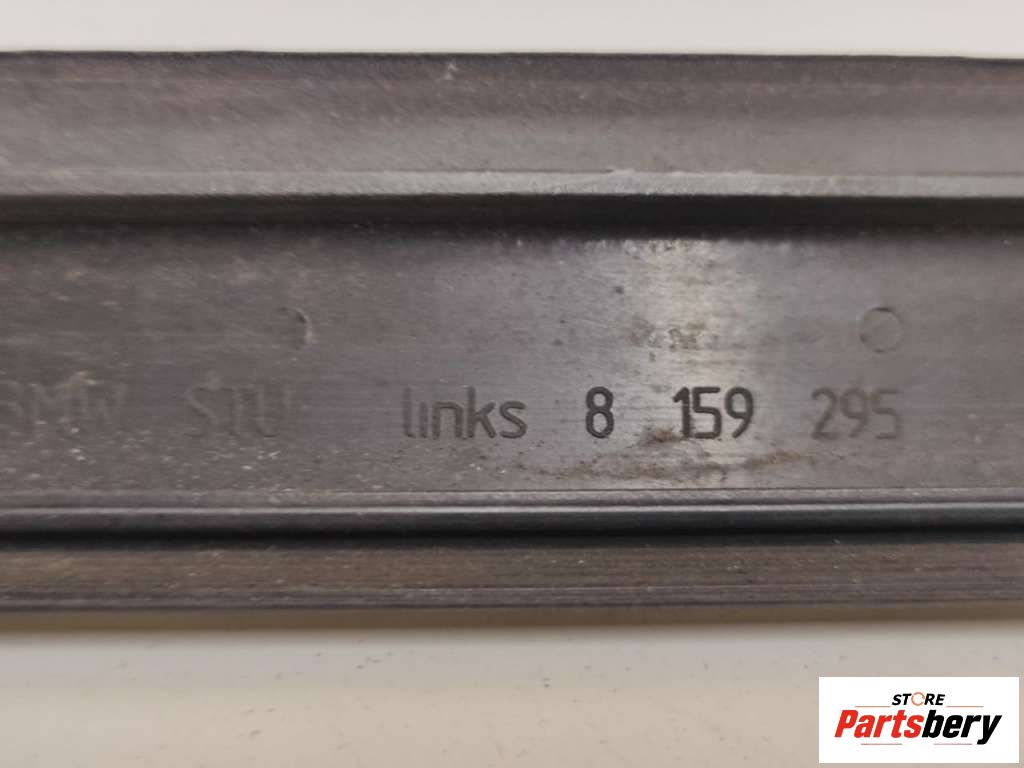 BMW STU links 8 159 295
STORE
Partsbery